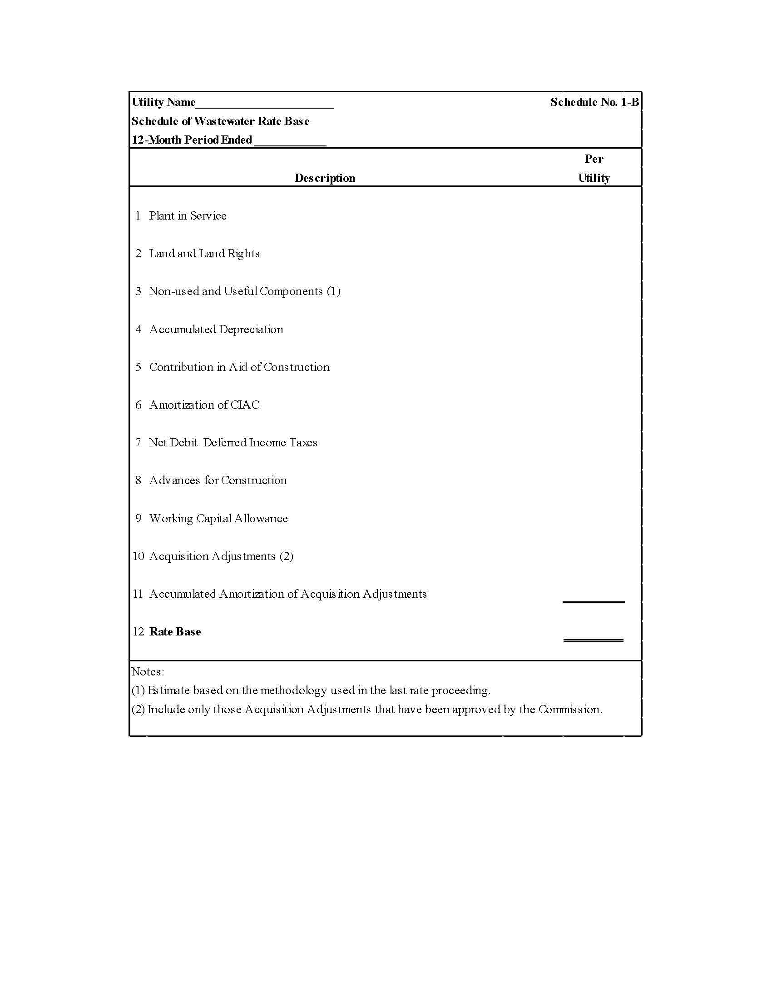 Utility Name______________________ Schedule No. 1-B
Schedule of Wastewater Rate Base
12-Month Period Ended ____________
Per
Description Utility
1 Plant in Service
2 Land and Land Rights
3 Non-used and Useful Components (1)
4 Accumulated Depreciation
5 Contribution in Aid of Construction
6 Amortization of CIAC
7 Net Debit Deferred Income Taxes
8 Advances for Construction
9 Working Capital Allowance
10 Acquisition Adjustments (2)
11 Accumulated Amortization of Acquisition Adjustments
12 Rate Base
Notes:
(1) Estimate based on the methodology used in the last rate proceeding.
(2) Include only those Acquisition Adjustments that have been approved by the Commission.